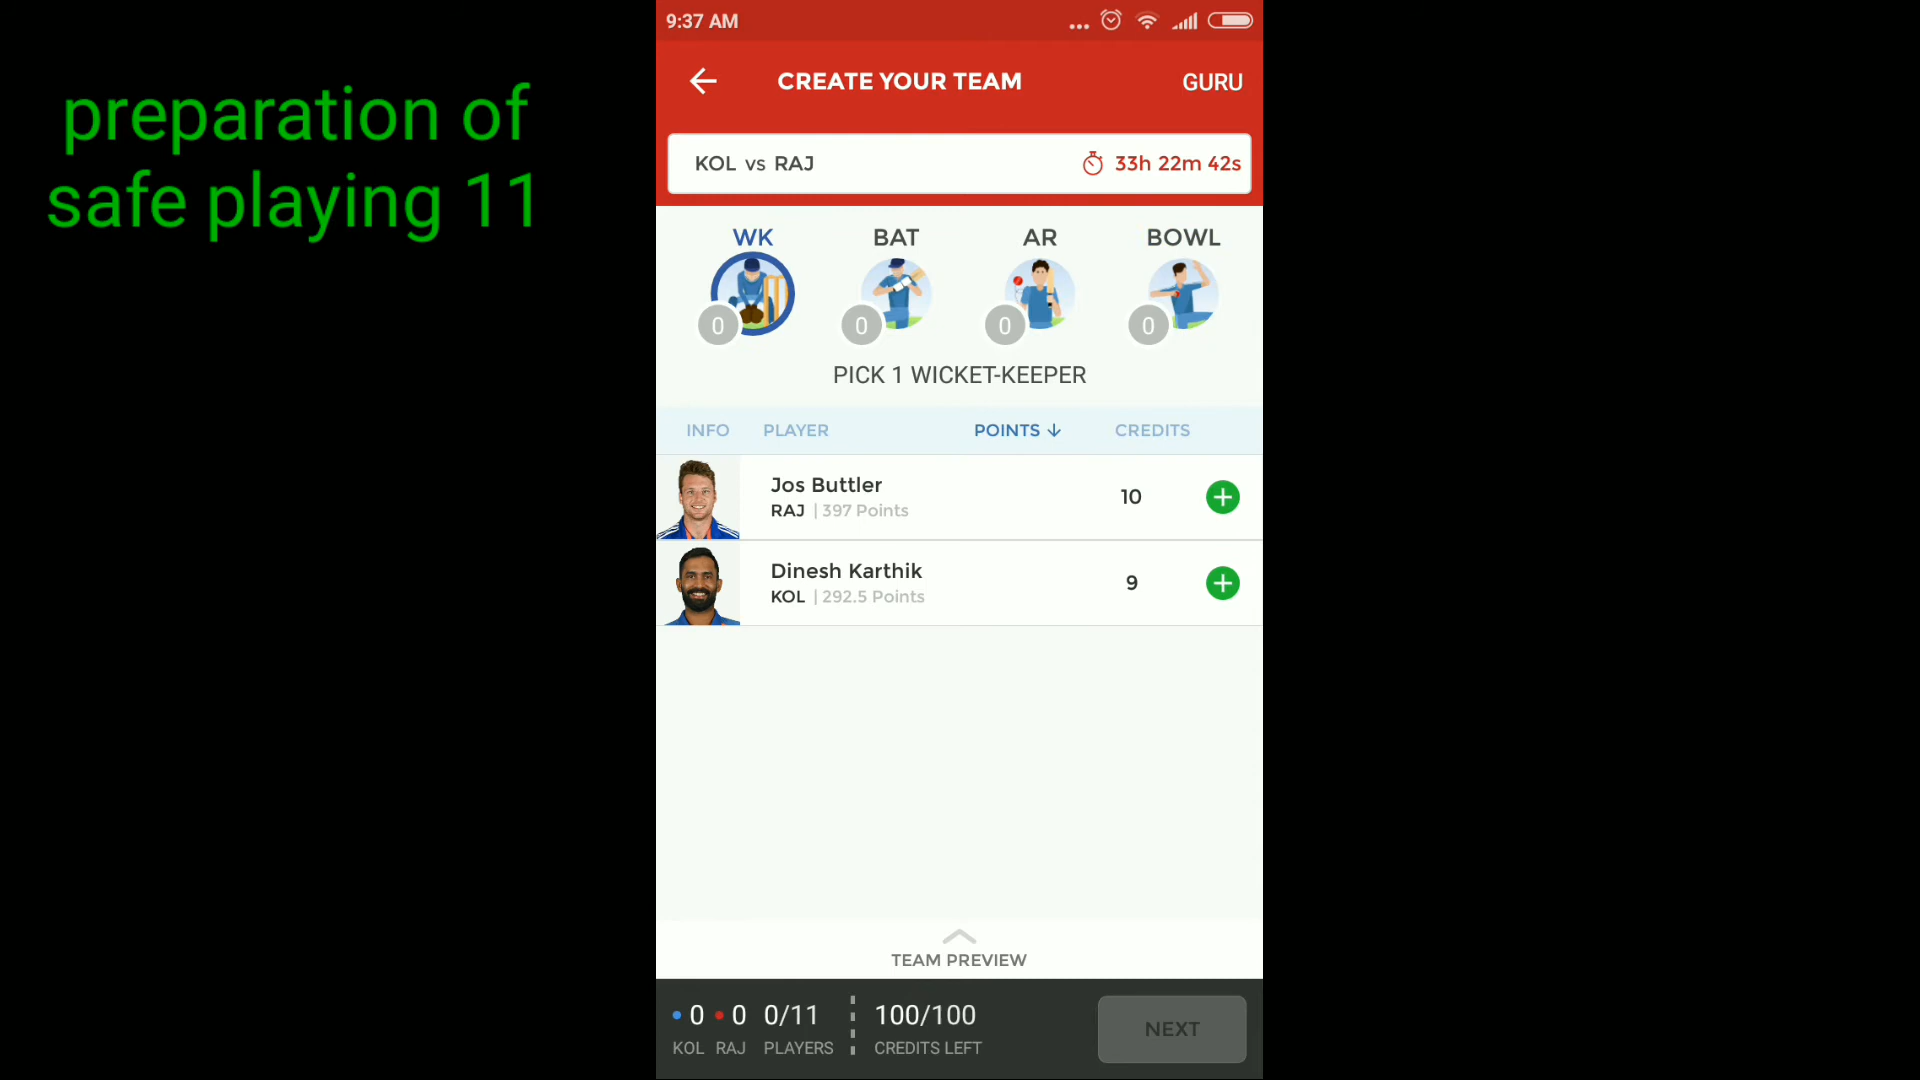 preparation of
safe playing 11
9:37 AM
CREATE YOUR TEAM
GURU
KOL vs RAJ
33h 22m 42s
WK
BAT
AR
BOWL
0
0
0
0
PICK 1 WICKET-KEEPER
INFO PLAYER POINTS CREDITS
Jos Buttler
RAJ | 397 Points
10
Dinesh Karthik
KOL | 292.5 Points
9
TEAM PREVIEW
0 0 0/11 100/100
KOL RAJ PLAYERS CREDITS LEFT
NEXT